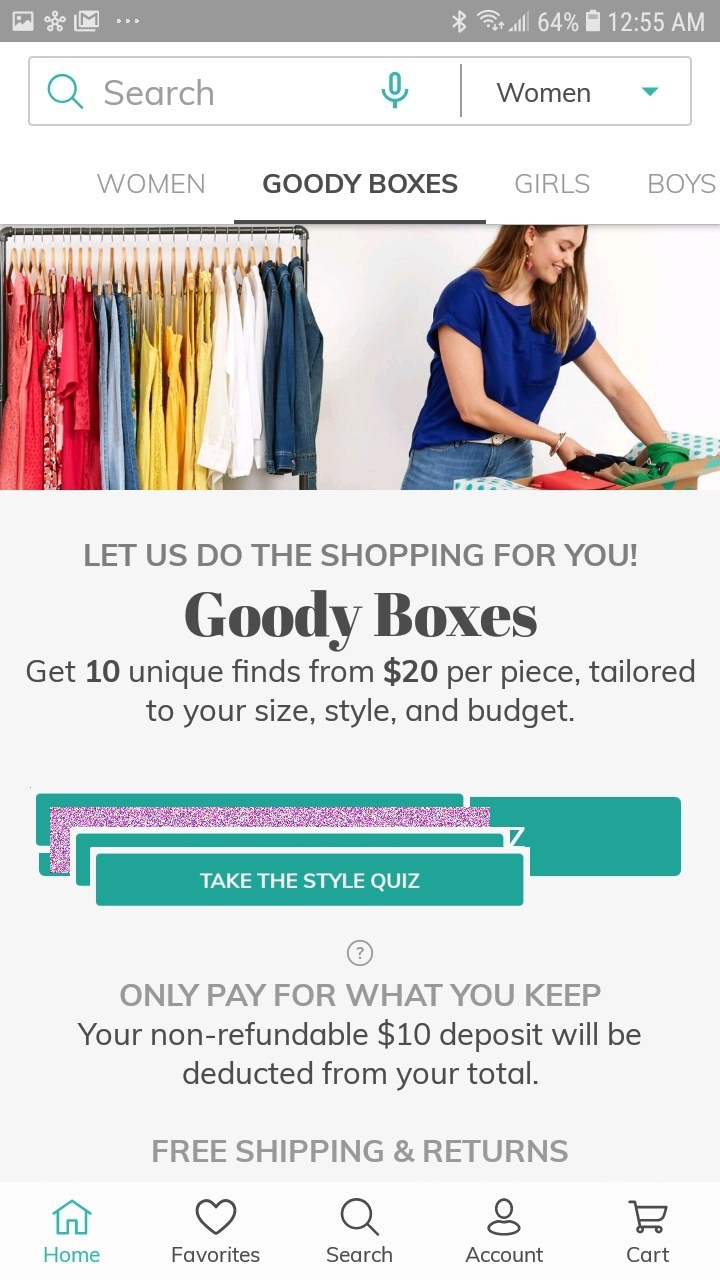 64% 12:55 AM
Search Women
WOMEN GOODY BOXES GIRLS BOYS
LET US DO THE SHOPPING FOR YOU!
Goody Boxes
Get 10 unique finds from $20 per piece, tailored
to your size, style, and budget.
TAKE THE STYLE QUIZ
?
ONLY PAY FOR WHAT YOU KEEP
Your non-refundable $10 deposit will be
deducted from your total.
FREE SHIPPING & RETURNS
Home Favorites Search Account Cart